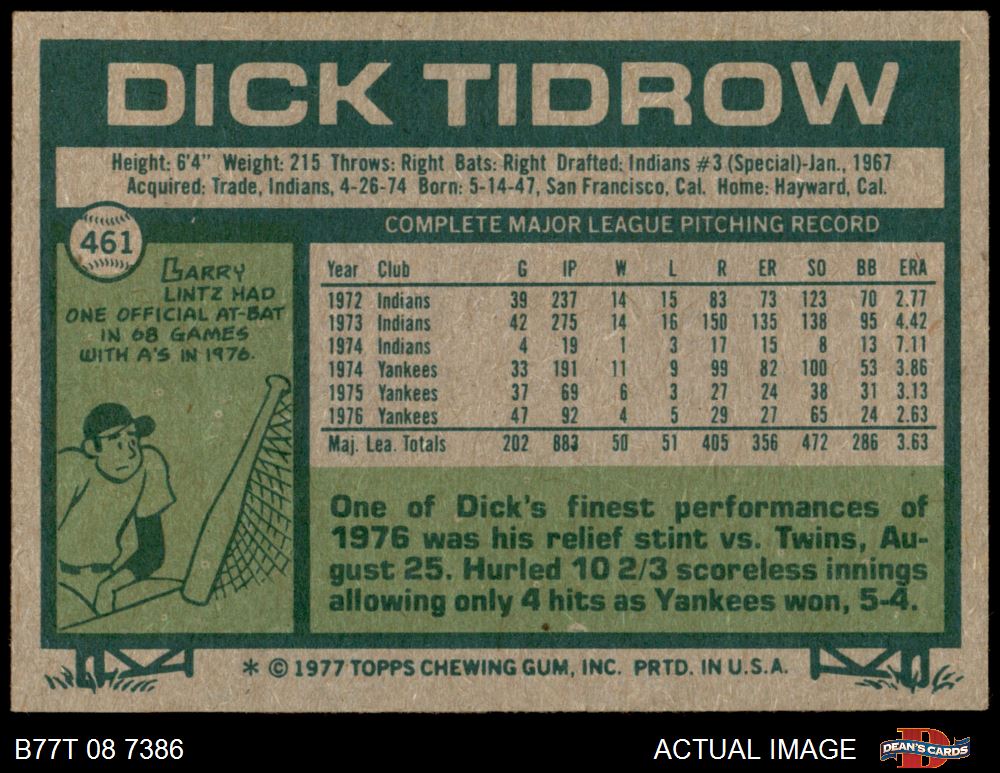 DICK TIDROW
Height: 6'4" Weight: 215 Throws: Right Bats: Right Drafted: Indians #3 (Special)-Jan., 1967
Acquired: Trade, Indians, 4-26-74 Born: 5-14-47, San Francisco, Cal. Home: Hayward, Cal.
461
LARRY
LINTZ HAD
ONE OFFICIAL AT-BAT
IN 68 GAMES
WITH A'S IN 1976.
COMPLETE MAJOR LEAGUE PITCHING RECORD
Year Club G IP W L R ER SO BB ERA
1972 Indians 39 237 14 15 83 73 123 70 2.77
1973 Indians 42 275 14 16 150 135 138 95 4.42
1974 Indians 4 19 1 3 17 15 8 13 7.11
1974 Yankees 33 191 11 9 99 82 100 53 3.86
1975 Yankees 37 69 6 3 27 24 38 31 3.13
1976 Yankees 47 92 4 5 29 27 65 24 2.63
Maj. Lea. Totals 202 883 50 51 405 356 472 286 3.63
One of Dick's finest performances of
1976 was his relief stint vs. Twins, Au-
gust 25. Hurled 10 2/3 scoreless innings
allowing only 4 hits as Yankees won, 5-4.
* © 1977 TOPPS CHEWING GUM, INC. PRTD. IN U.S.A.
B77T 08 7386
ACTUAL IMAGE
DEAN'S CARDS